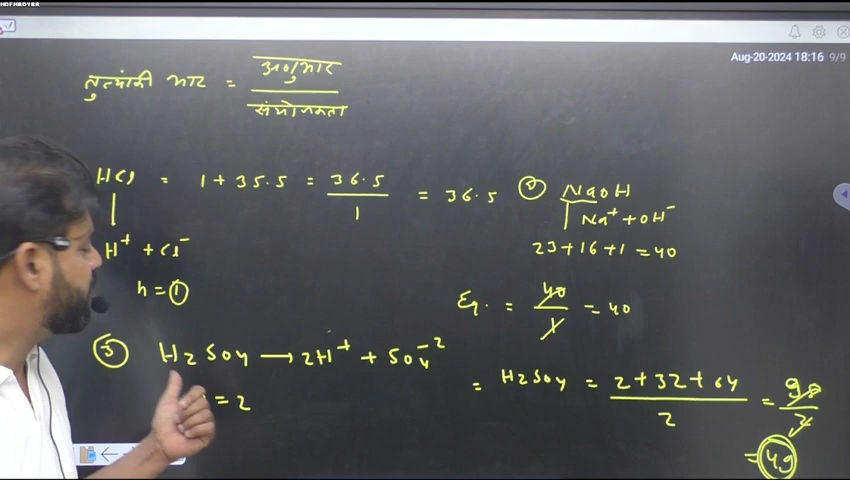 HDFHBDYBB
Aug-20-2024 18:16 9/9
तुल्यांकी भार = अणुभार / संयोजकता
HCl = 1 + 35.5 = 36.5 / 1 = 36.5
H⁺ + Cl⁻
n = 1
② NaOH
Na⁺ + OH⁻
23+16+1 = 40
Eq. = 40 / 1 = 40
③ H2SO4 → 2H⁺ + SO4⁻²
= 2
= H2SO4 = 2+32+64 / 2 = 98 / 2
= 49